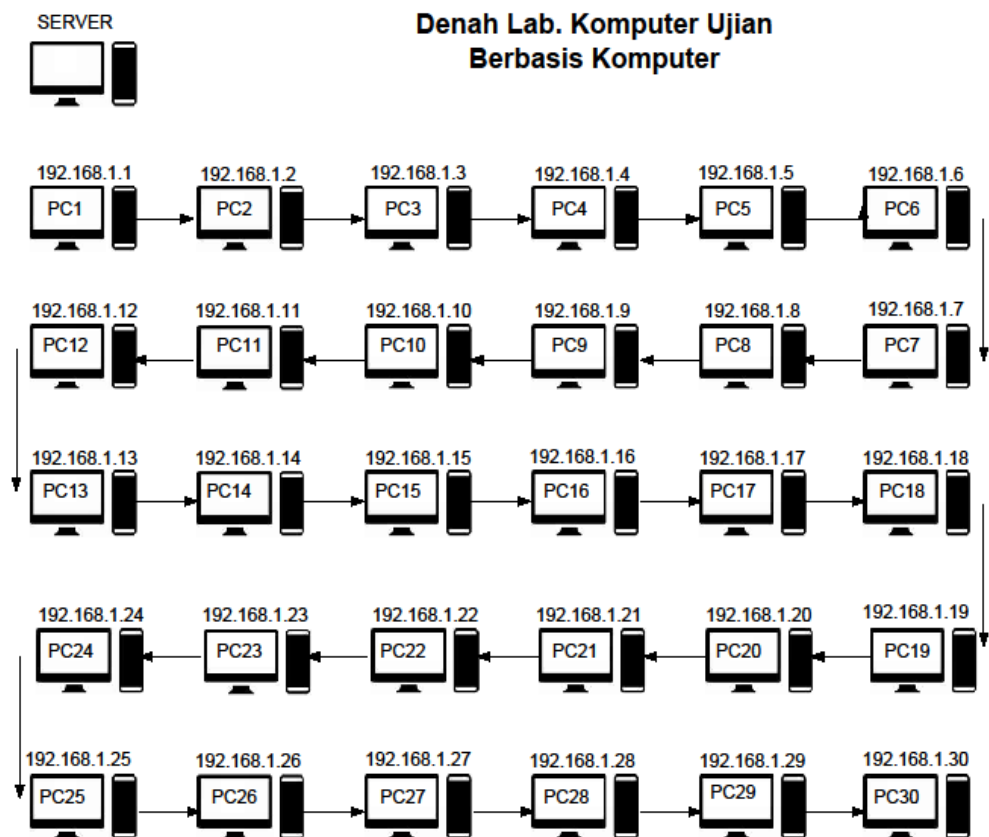 SERVER
Denah Lab. Komputer Ujian
Berbasis Komputer
192.168.1.1 192.168.1.2 192.168.1.3 192.168.1.4 192.168.1.5 192.168.1.6
PC1 PC2 PC3 PC4 PC5 PC6
192.168.1.12 192.168.1.11 192.168.1.10 192.168.1.9 192.168.1.8 192.168.1.7
PC12 PC11 PC10 PC9 PC8 PC7
192.168.1.13 192.168.1.14 192.168.1.15 192.168.1.16 192.168.1.17 192.168.1.18
PC13 PC14 PC15 PC16 PC17 PC18
192.168.1.24 192.168.1.23 192.168.1.22 192.168.1.21 192.168.1.20 192.168.1.19
PC24 PC23 PC22 PC21 PC20 PC19
192.168.1.25 192.168.1.26 192.168.1.27 192.168.1.28 192.168.1.29 192.168.1.30
PC25 PC26 PC27 PC28 PC29 PC30